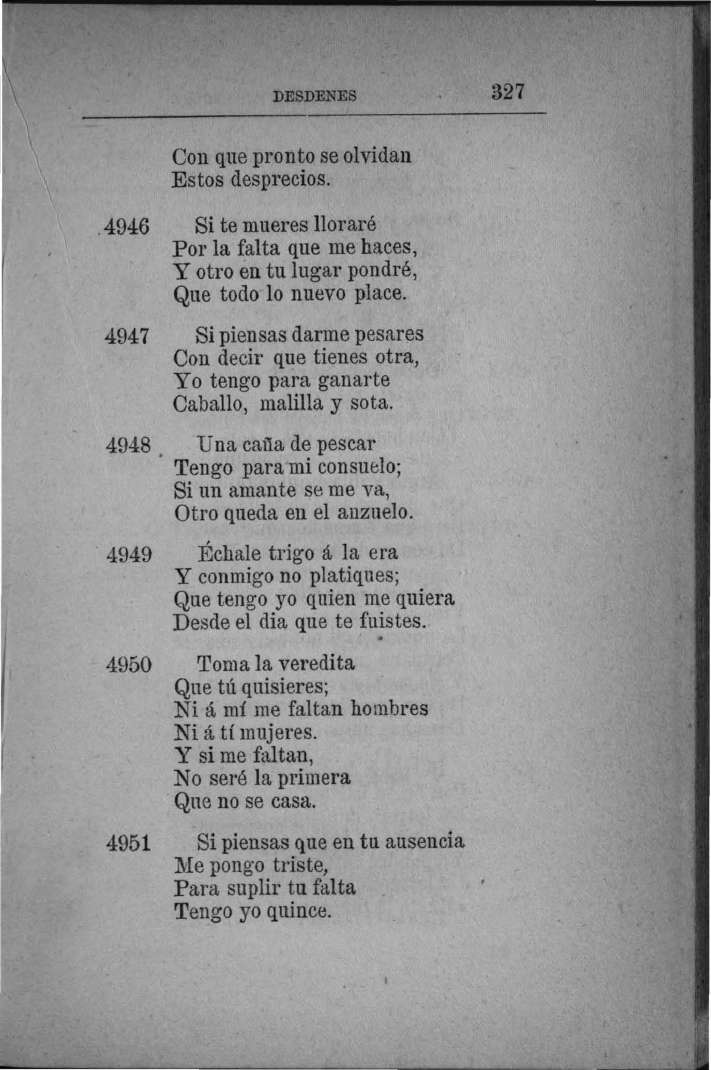 DESDENES 327
Con que pronto se olvidan
Estos desprecios.
4946 Si te mueres lloraré
Por la falta que me haces,
Y otro en tu lugar pondré,
Que todo lo nuevo place.
4947 Si piensas darme pesares
Con decir que tienes otra,
Yo tengo para ganarte
Caballo, malilla y sota.
4948 Una caña de pescar
Tengo para mi consuelo;
Si un amante se me va,
Otro queda en el anzuelo.
4949 Échale trigo á la era
Y conmigo no platiques;
Que tengo yo quien me quiera
Desde el dia que te fuistes.
4950 Toma la veredita
Que tú quisieres;
Ni á mí me faltan hombres
Ni á tí mujeres.
Y si me faltan,
No seré la primera
Que no se casa.
4951 Si piensas que en tu ausencia
Me pongo triste,
Para suplir tu falta
Tengo yo quince.